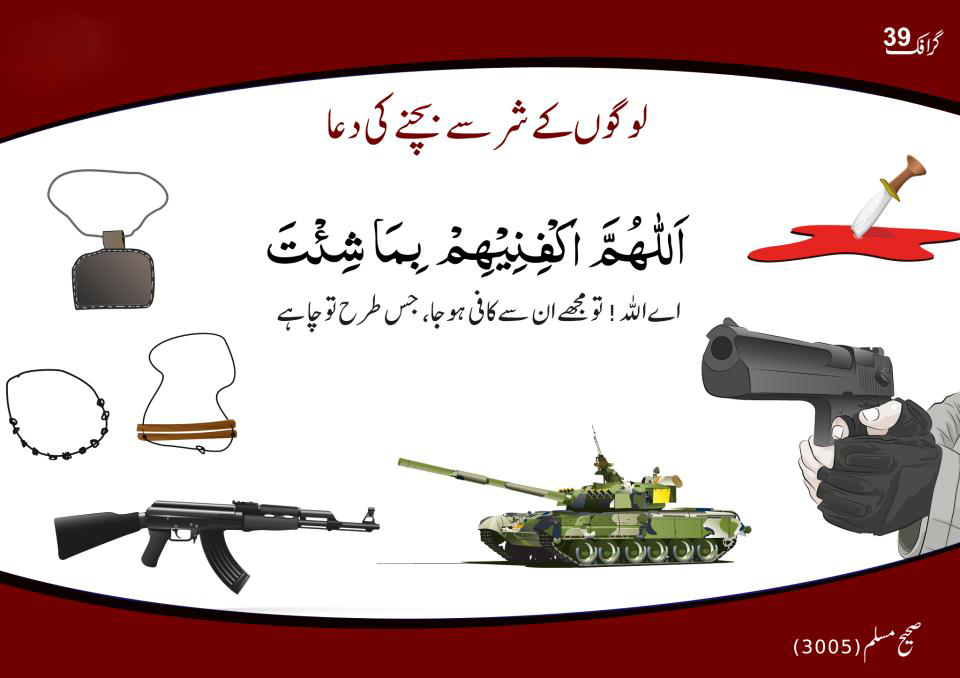 گرافک 39
لوگوں کے شر سے بچنے کی دعا
اَللّٰهُمَّ اكْفِنِيْهِمْ بِمَا شِئْتَ
اے اللہ ! تو مجھے ان سے کافی ہو جا، جس طرح تو چاہے
صحیح مسلم (3005)